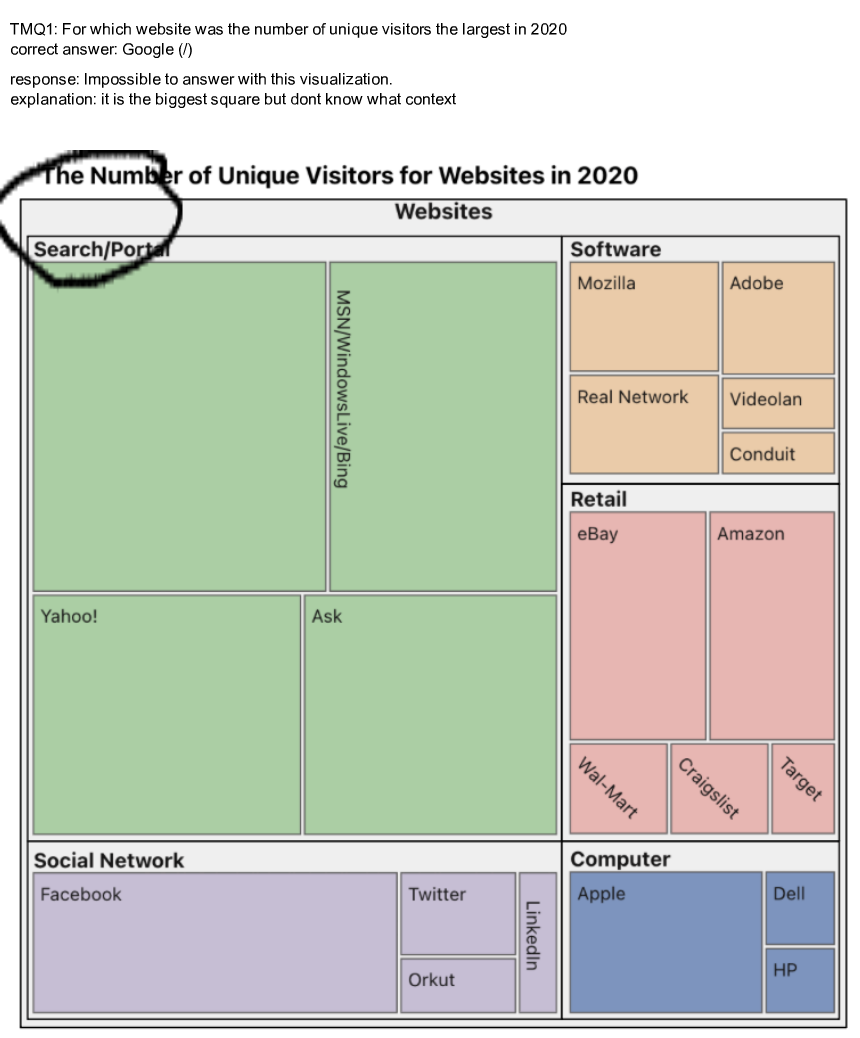 TMQ1: For which website was the number of unique visitors the largest in 2020
correct answer: Google (/)
response: Impossible to answer with this visualization.
explanation: it is the biggest square but dont know what context
The Number of Unique Visitors for Websites in 2020
Websites
Search/Portal
MSN/WindowsLive/Bing
Yahoo!
Ask
Software
Mozilla
Adobe
Real Network
Videolan
Conduit
Retail
eBay
Amazon
Wal-Mart
Craigslist
Target
Social Network
Facebook
Twitter
Orkut
LinkedIn
Computer
Apple
Dell
HP